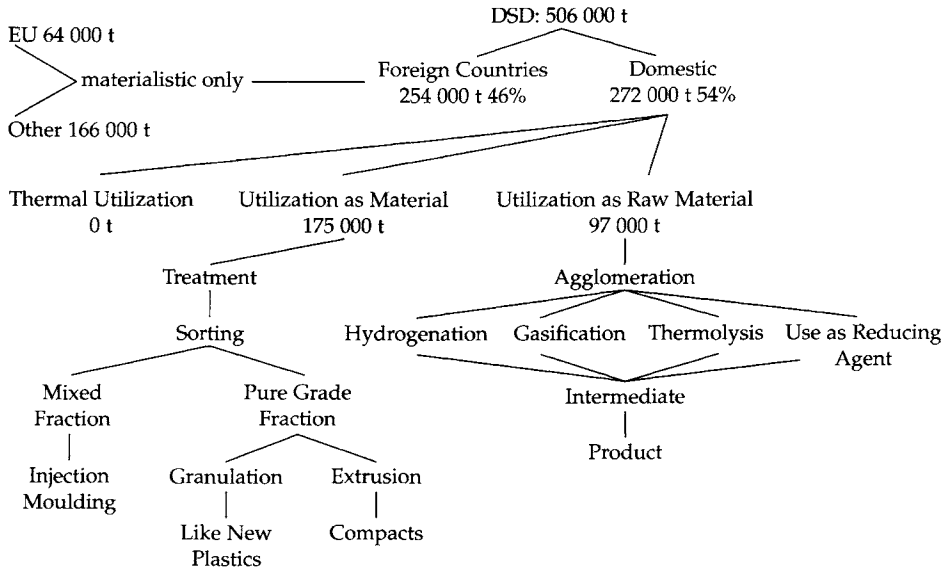 DSD: 506 000 t
EU 64 000 t
materialistic only
Foreign Countries
254 000 t 46%
Domestic
272 000 t 54%
Other 166 000 t
Thermal Utilization
0 t
Utilization as Material
175 000 t
Utilization as Raw Material
97 000 t
Treatment
Agglomeration
Sorting
Hydrogenation
Gasification
Thermolysis
Use as Reducing
Agent
Mixed
Fraction
Pure Grade
Fraction
Intermediate
Product
Injection
Moulding
Granulation
Extrusion
Like New
Plastics
Compacts